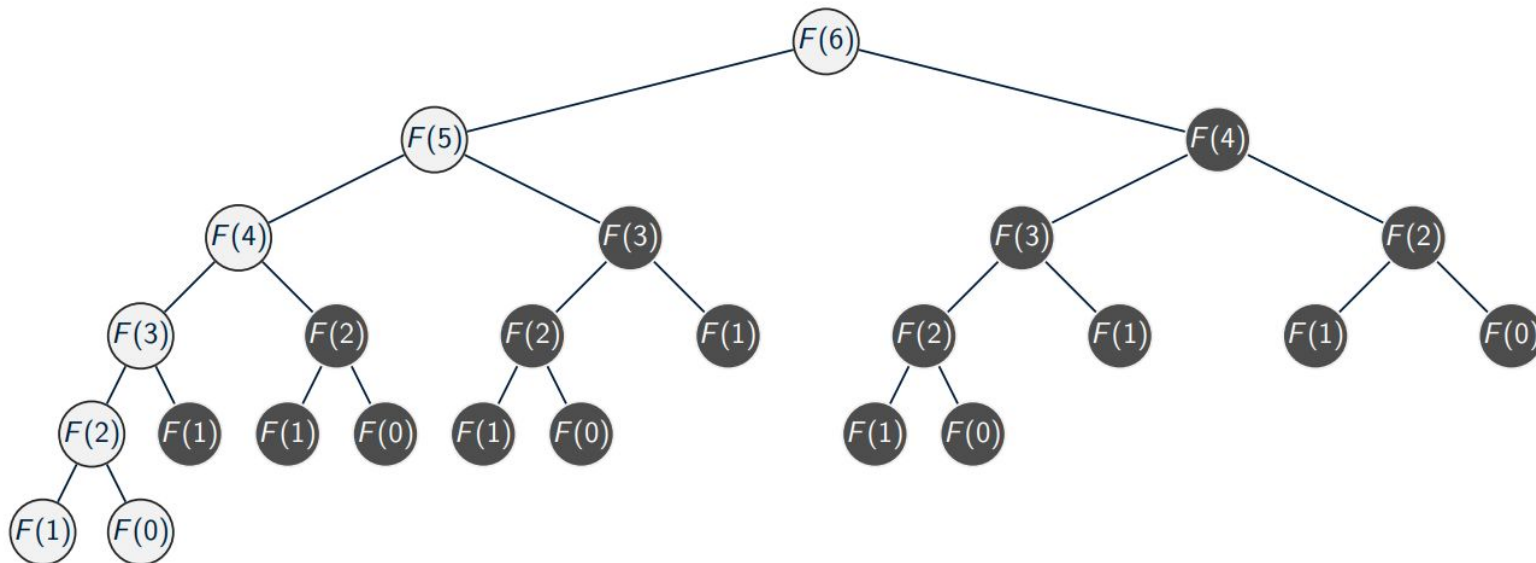 F(6)
F(5) F(4)
F(4) F(3) F(3) F(2)
F(3) F(2) F(2) F(1) F(2) F(1) F(1) F(0)
F(2) F(1) F(1) F(0) F(1) F(0) F(1) F(0)
F(1) F(0)